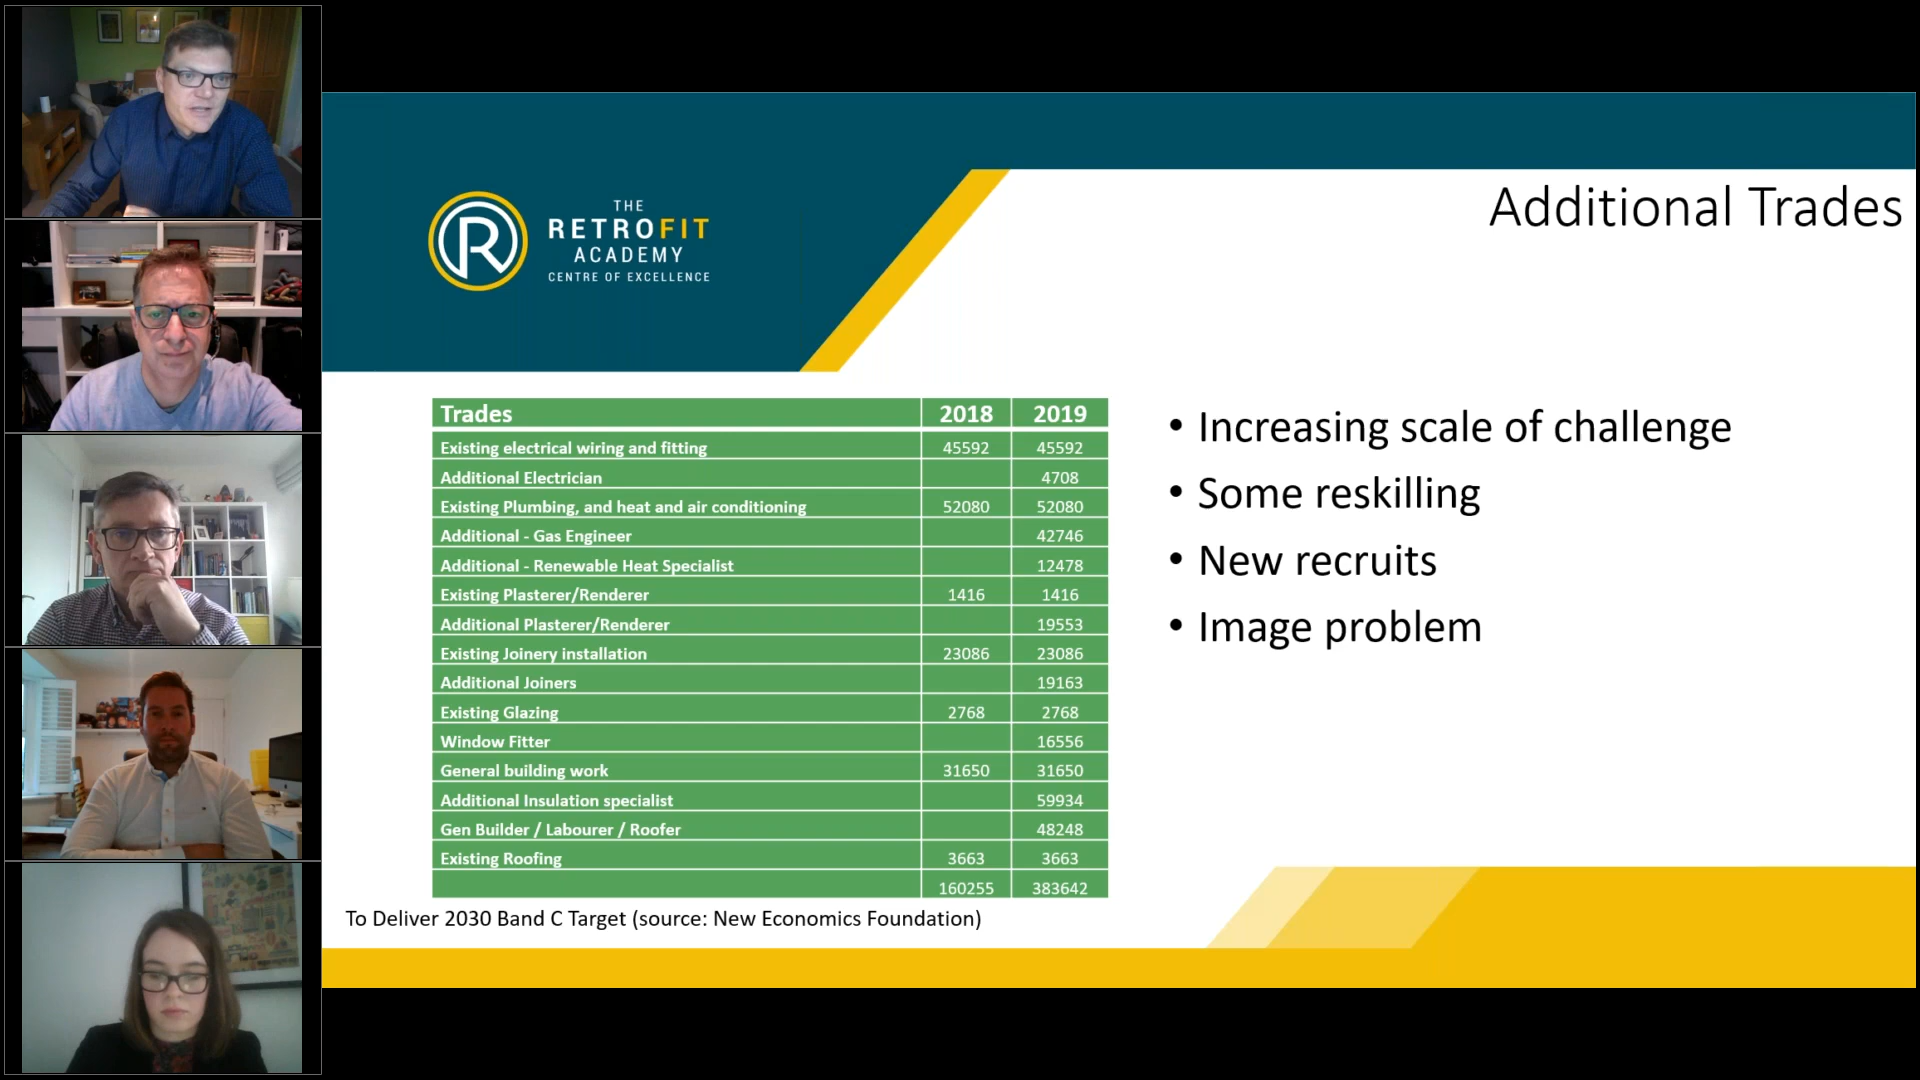 THE
RETROFIT
ACADEMY
CENTRE OF EXCELLENCE
Additional Trades
Trades 2018 2019
Existing electrical wiring and fitting 45592 45592
Additional Electrician 4708
Existing Plumbing, and heat and air conditioning 52080 52080
Additional - Gas Engineer 42746
Additional - Renewable Heat Specialist 12478
Existing Plasterer/Renderer 1416 1416
Additional Plasterer/Renderer 19553
Existing Joinery installation 23086 23086
Additional Joiners 19163
Existing Glazing 2768 2768
Window Fitter 16556
General building work 31650 31650
Additional Insulation specialist 59934
Gen Builder / Labourer / Roofer 48248
Existing Roofing 3663 3663
160255 383642
To Deliver 2030 Band C Target (source: New Economics Foundation)
• Increasing scale of challenge
• Some reskilling
• New recruits
• Image problem